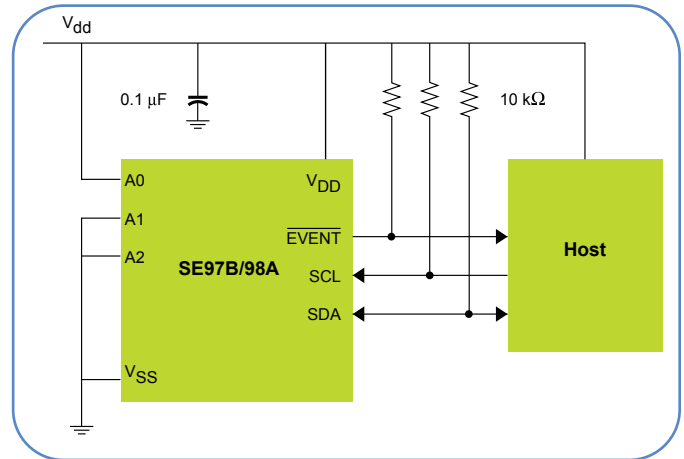 Vdd
0.1 μF
10 kΩ
A0
VDD
A1
EVENT
A2
SE97B/98A
Host
SCL
SDA
VSS